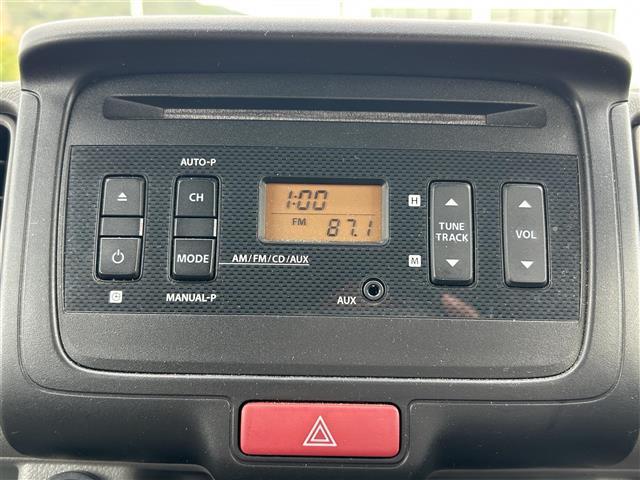 AUTO-P
CH
MODE
AM/FM/CD/AUX
MANUAL-P
1:00
FM
87.1
AUX
H
M
TUNE
TRACK
VOL